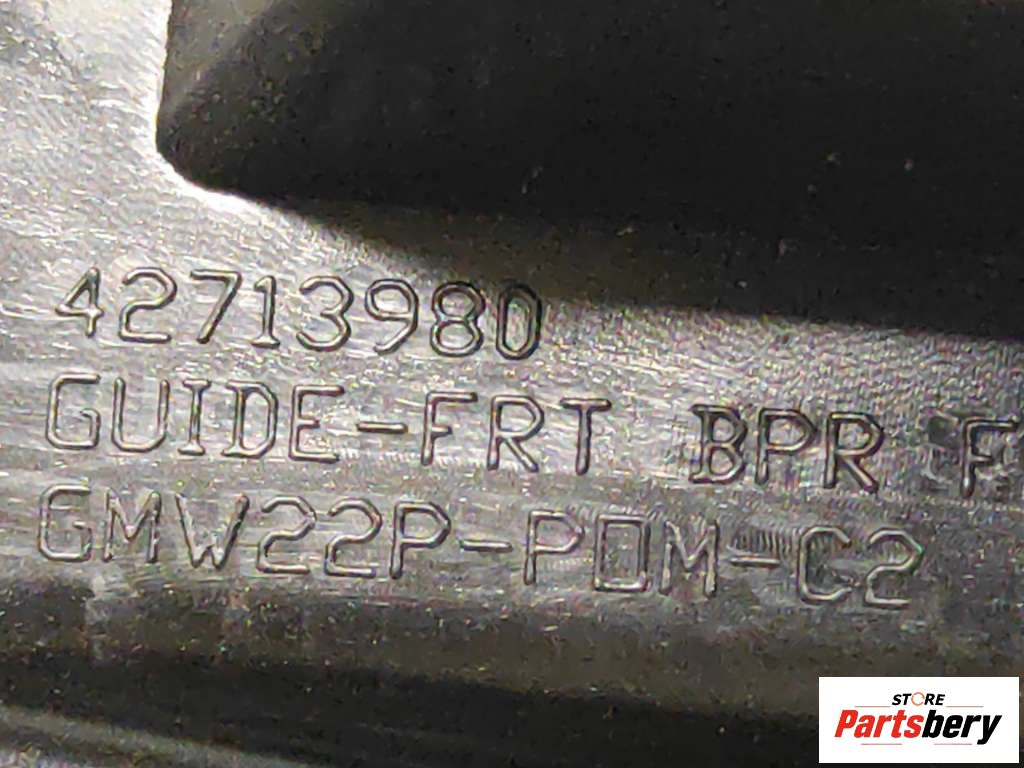 42713980
GUIDE-FRT BPR F
GMW22P-POM-C2
STORE
Partsbery